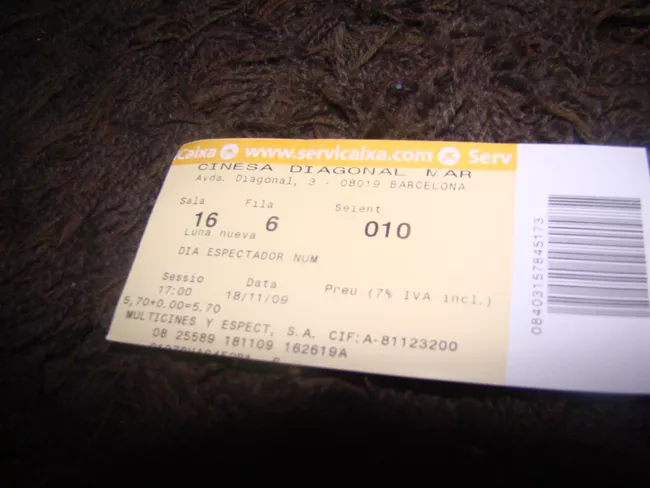 Caixa www.servicaixa.com Serv
CINESA DIAGONAL MAR
Avda. Diagonal, 3 - 08019 BARCELONA
Sala Fila Seient
16 6 010
Luna nueva
DIA ESPECTADOR NUM
Sessio Data Preu (7% IVA incl.)
17:00 18/11/09
5,70+0.00=5.70
MULTICINES Y ESPECT, S.A. CIF:A-81123200
08 25589 181109 162619A
08403157845173